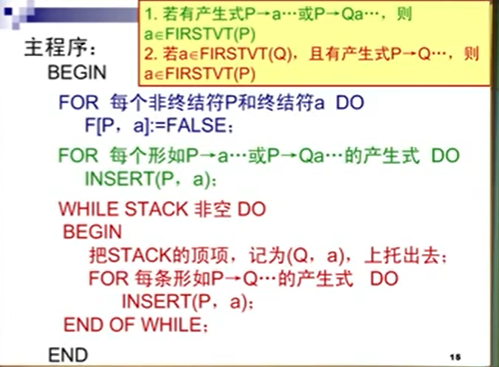 1. 若有产生式P→a…或P→Qa…，则
a∈FIRSTVT(P)
2. 若a∈FIRSTVT(Q)，且有产生式P→Q…，则
a∈FIRSTVT(P)
主程序：
BEGIN
FOR 每个非终结符P和终结符a DO
F[P，a]:=FALSE；
FOR 每个形如P→a…或P→Qa…的产生式 DO
INSERT(P，a)；
WHILE STACK 非空 DO
BEGIN
把STACK的顶项，记为(Q，a)，上托出去；
FOR 每条形如P→Q…的产生式 DO
INSERT(P，a)；
END OF WHILE；
END
15